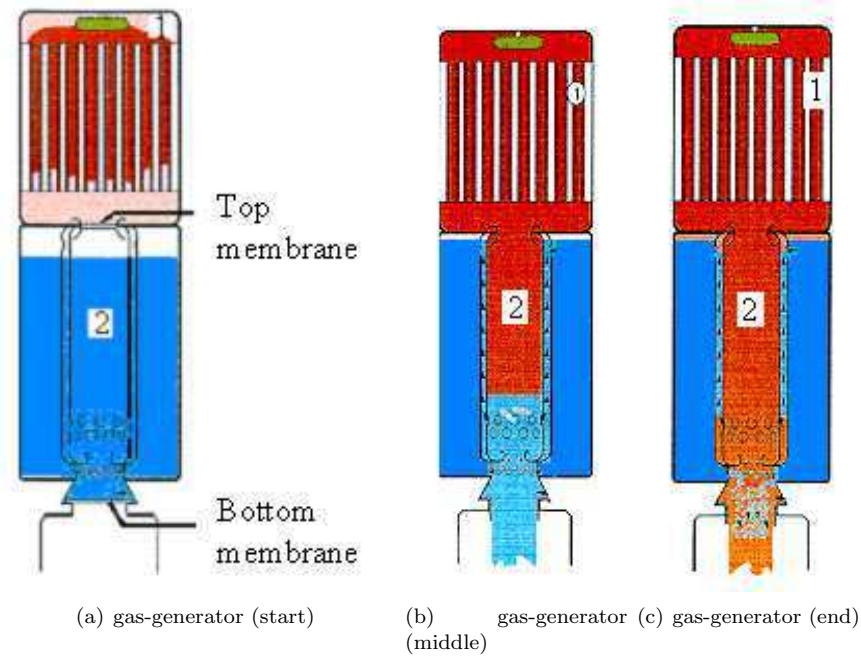 1
Top
membrane
2
Bottom
membrane
1
2
1
2
(a) gas-generator (start)
(b) gas-generator
(middle)
(c) gas-generator (end)